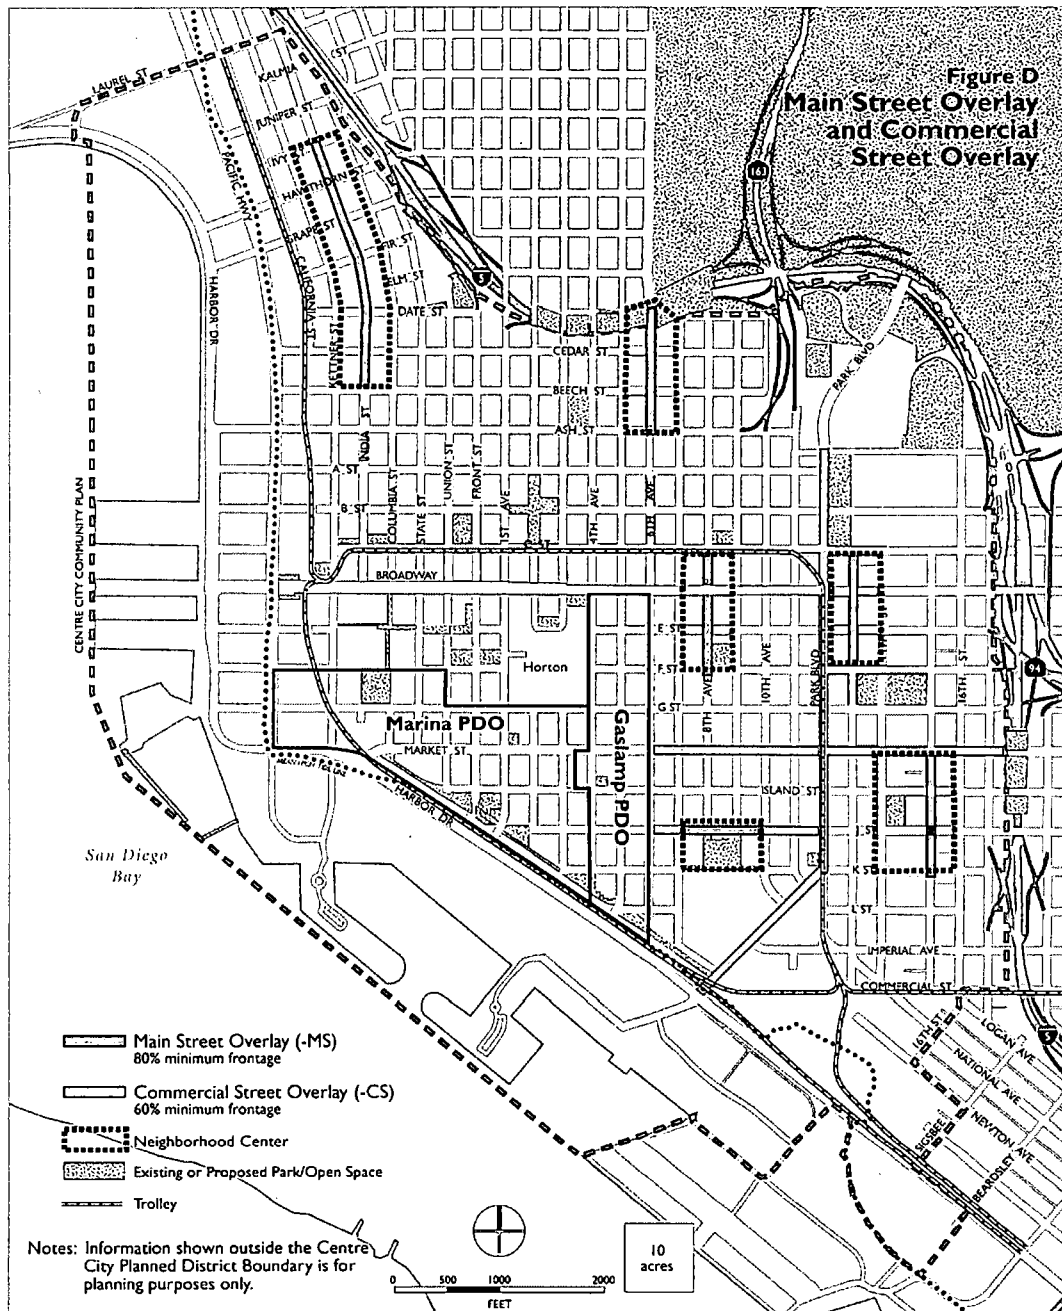 Figure D
Main Street Overlay
and Commercial
Street Overlay
LAUREL ST
KALMIA
ST
JUNIPER ST
IVY
HAWTHORN
GRAPE ST
FIR ST
ELM ST
DATE ST
CEDAR ST
BEECH ST
ASH ST
A ST
B ST
C ST
BROADWAY
E ST
F ST
G ST
MARKET ST
ISLAND ST
J ST
K ST
L ST
IMPERIAL AVE
COMMERCIAL ST
PACIFIC HWY
HARBOR DR
CALIFORNIA ST
KETTNER ST
INDIA ST
COLUMBIA ST
STATE ST
UNION ST
FRONT ST
1ST AVE
4TH AVE
6TH AVE
8TH AVE
10TH AVE
PARK BLVD
PARK BLVD
16TH ST
163
5
94
5
CENTRE CITY COMMUNITY PLAN
Horton
Marina PDO
Gaslamp PDO
HARBOR DR
San Diego
Bay
16TH ST
LOGAN AVE
NATIONAL AVE
NEWTON AVE
SIGSBEE
BEARDSLEY
Main Street Overlay (-MS)
80% minimum frontage
Commercial Street Overlay (-CS)
60% minimum frontage
Neighborhood Center
Existing or Proposed Park/Open Space
Trolley
Notes: Information shown outside the Centre
City Planned District Boundary is for
planning purposes only.
0 500 1000 2000
FEET
10
acres